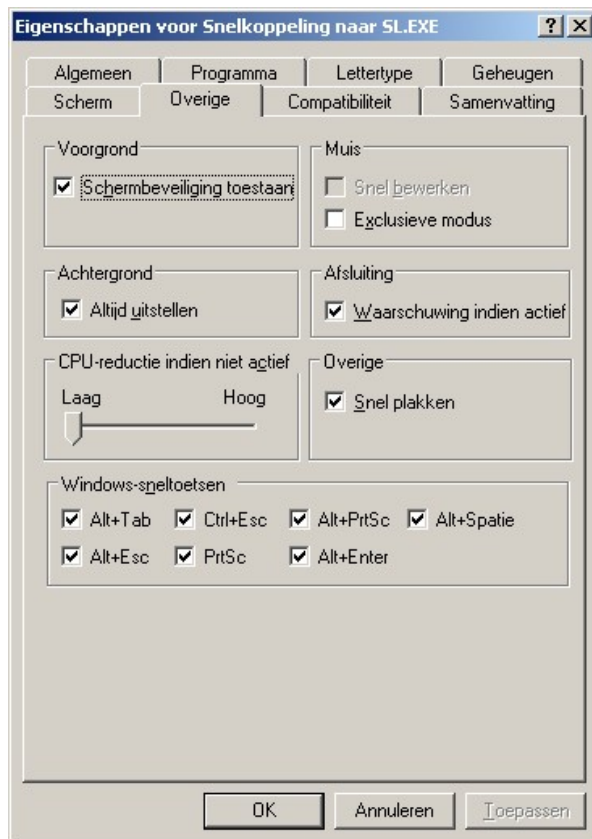 Eigenschappen voor Snelkoppeling naar SL.EXE
Algemeen Programma Lettertype Geheugen
Scherm Overige Compatibiliteit Samenvatting
Voorgrond
Schermbeveiliging toestaan
Muis
Snel bewerken
Exclusieve modus
Achtergrond
Altijd uitstellen
Afsluiting
Waarschuwing indien actief
CPU-reductie indien niet actief
Laag Hoog
Overige
Snel plakken
Windows-sneltoetsen
Alt+Tab Ctrl+Esc Alt+PrtSc Alt+Spatie
Alt+Esc PrtSc Alt+Enter
OK Annuleren Toepassen